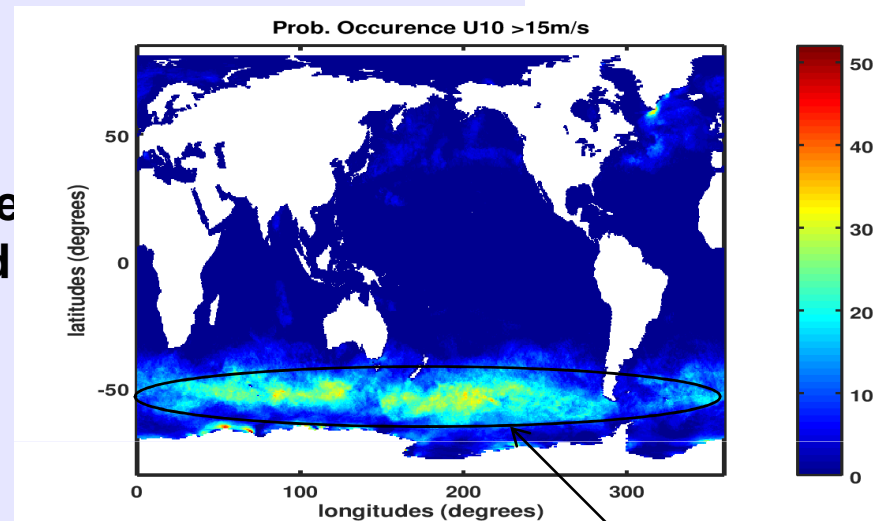 Prob. Occurence U10 >15m/s
50
0
-50
latitudes (degrees)
0
100
200
300
longitudes (degrees)
50
40
30
20
10
0
e
d